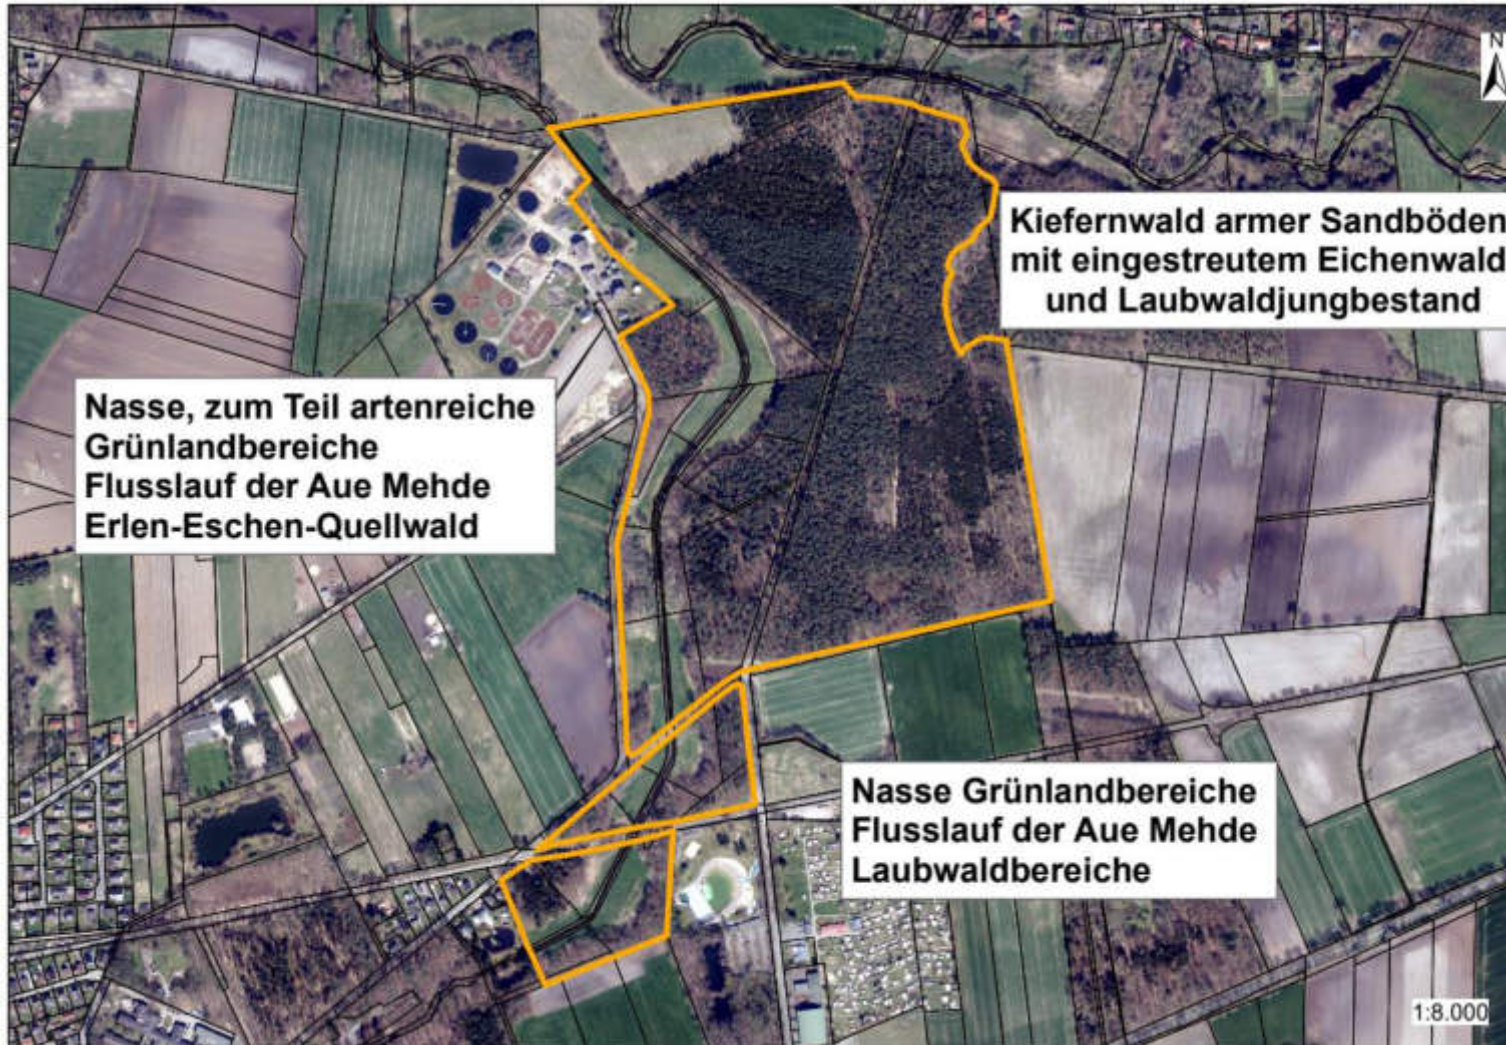 N
Kiefernwald armer Sandböden
mit eingestreutem Eichenwald
und Laubwaldjungbestand
Nasse, zum Teil artenreiche
Grünlandbereiche
Flusslauf der Aue Mehde
Erlen-Eschen-Quellwald
Nasse Grünlandbereiche
Flusslauf der Aue Mehde
Laubwaldbereiche
1:8.000